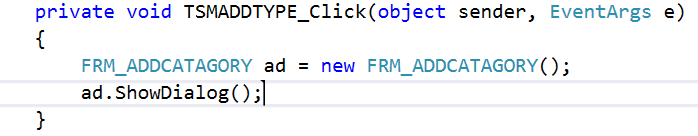 private void TSMADDTYPE_Click(object sender, EventArgs e)
{
FRM_ADDCATAGORY ad = new FRM_ADDCATAGORY();
ad.ShowDialog();
}